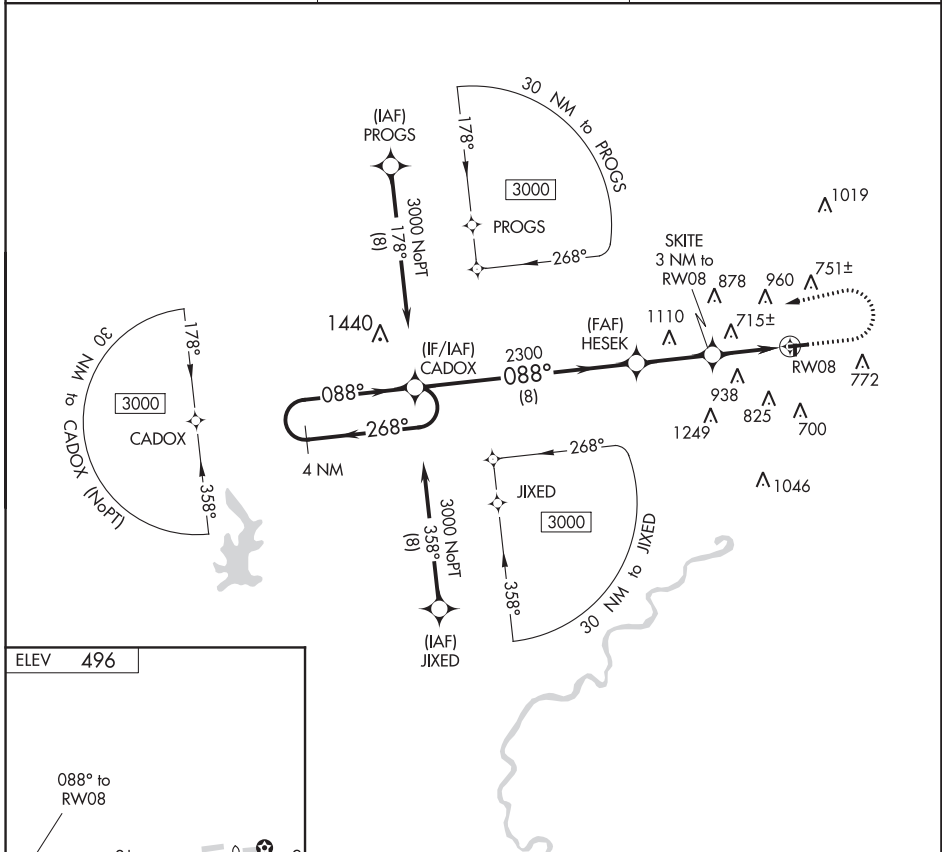 (IAF)
PROGS
30 NM to PROGS
178°
3000
PROGS
268°
3000 NoPT
178°
(8)
1019
SKITE
3 NM to
RW08
878
960
751±
1440
(IF/IAF)
CADOX
2300
088°
(8)
(FAF)
HESEK
1110
715±
RW08
772
938
825
700
1249
1046
30 NM to CADOX (NoPT)
178°
3000
CADOX
358°
088°
268°
4 NM
268°
JIXED
3000
358°
30 NM to JIXED
3000 NoPT
358°
(8)
(IAF)
JIXED
ELEV 496
088° to
RW08